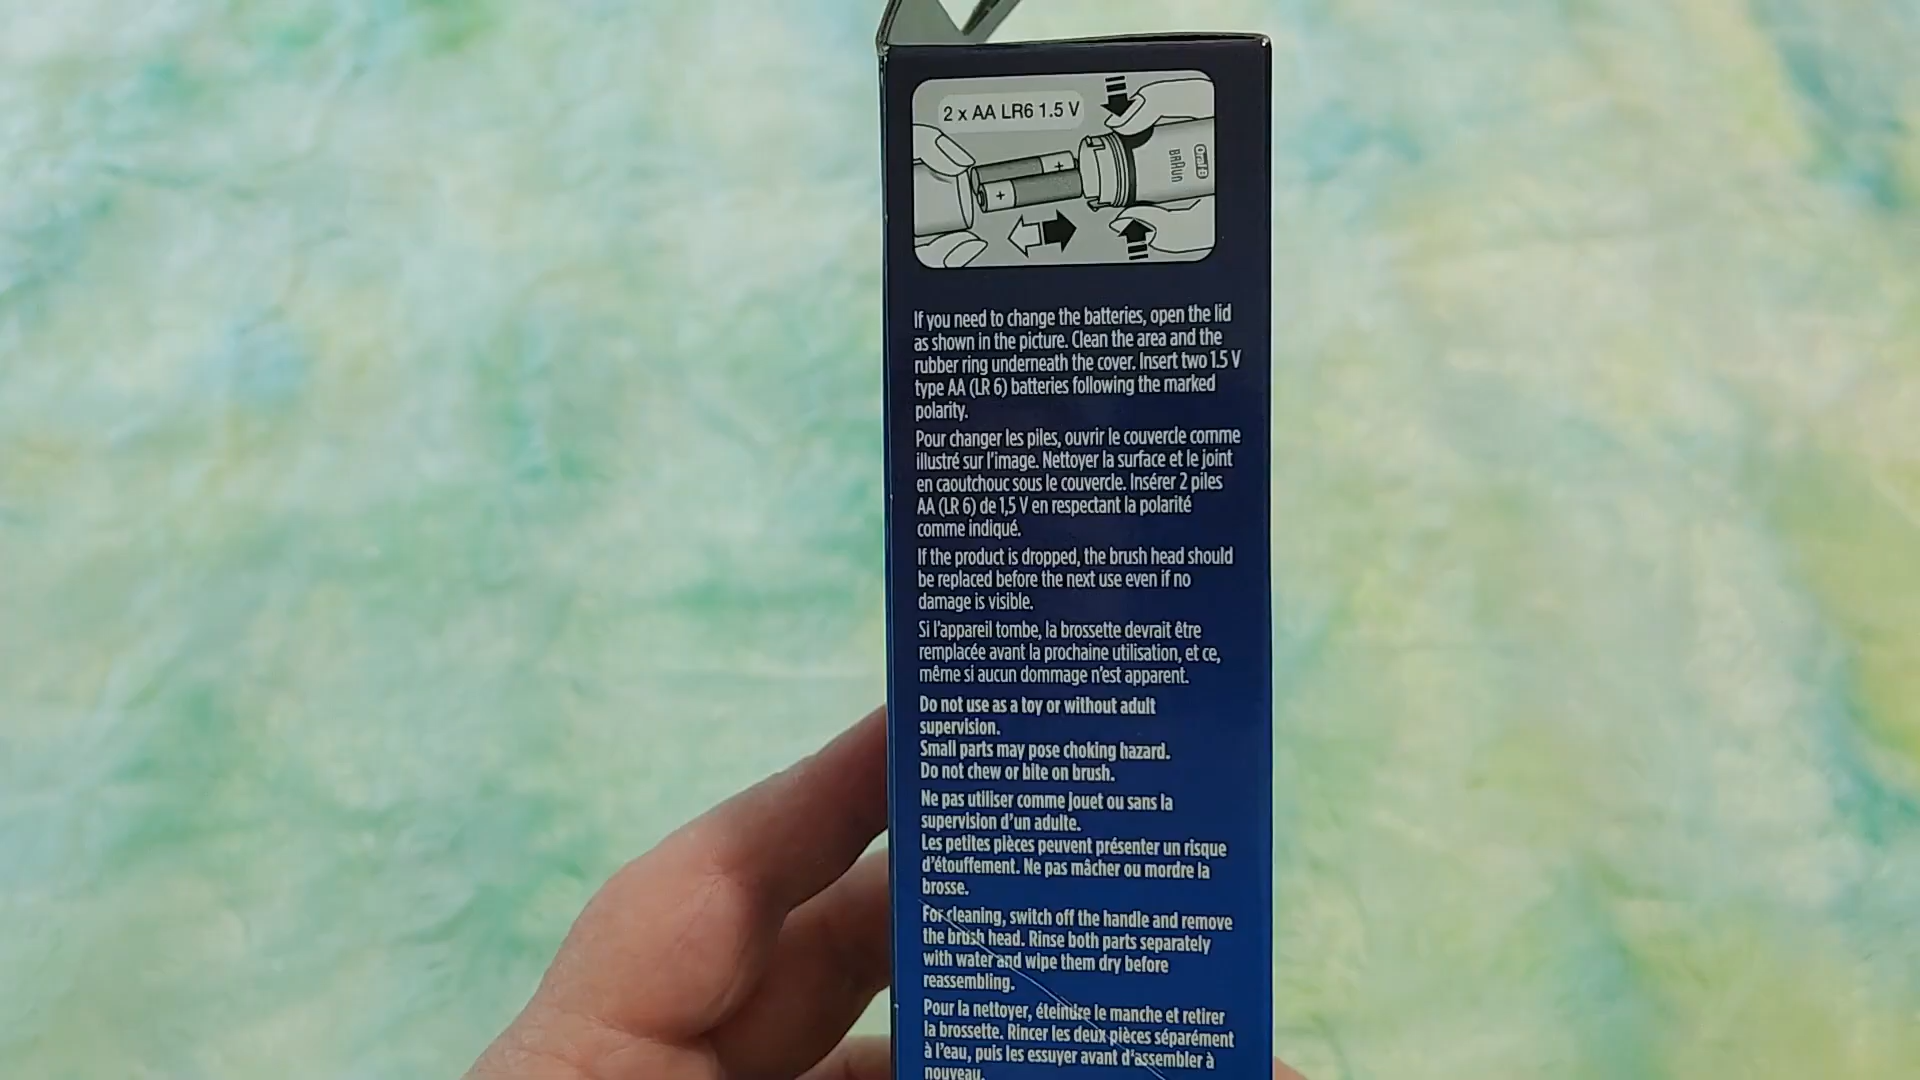 2 x AA LR6 1.5 V
+
+
BRAUN
Oral-B
If you need to change the batteries, open the lid
as shown in the picture. Clean the area and the
rubber ring underneath the cover. Insert two 1.5 V
type AA (LR 6) batteries following the marked
polarity.
Pour changer les piles, ouvrir le couvercle comme
illustré sur l'image. Nettoyer la surface et le joint
en caoutchouc sous le couvercle. Insérer 2 piles
AA (LR 6) de 1,5 V en respectant la polarité
comme indiqué.
If the product is dropped, the brush head should
be replaced before the next use even if no
damage is visible.
Si l'appareil tombe, la brossette devrait être
remplacée avant la prochaine utilisation, et ce,
même si aucun dommage n'est apparent.
Do not use as a toy or without adult
supervision.
Small parts may pose choking hazard.
Do not chew or bite on brush.
Ne pas utiliser comme jouet ou sans la
supervision d'un adulte.
Les petites pièces peuvent présenter un risque
d'étouffement. Ne pas mâcher ou mordre la
brosse.
For cleaning, switch off the handle and remove
the brush head. Rinse both parts separately
with water and wipe them dry before
reassembling.
Pour la nettoyer, éteindre le manche et retirer
la brossette. Rincer les deux pièces séparément
à l'eau, puis les essuyer avant d'assembler à
nouveau.